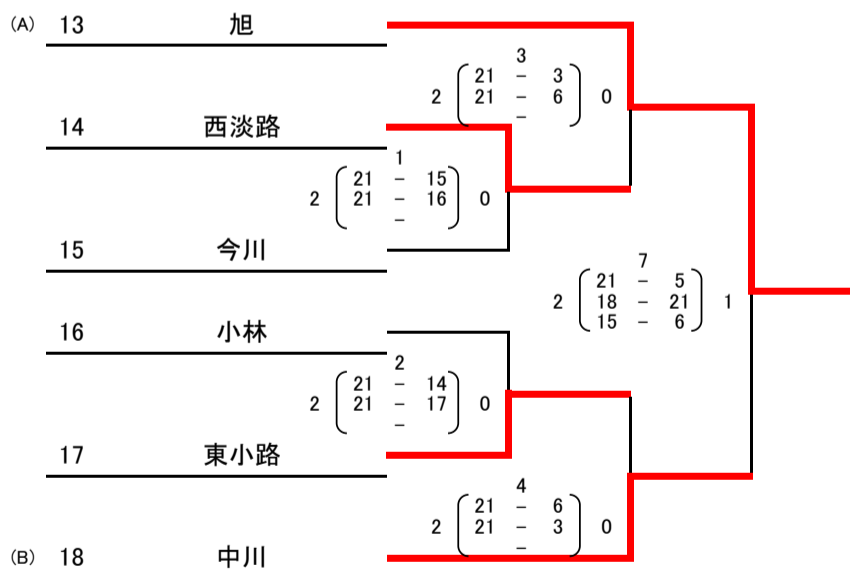 (A) 13 旭
3
21 - 3
2 21 - 6 0
-
14 西淡路
1
21 - 15
2 21 - 16 0
-
15 今川
7
21 - 5
2 18 - 21 1
15 - 6
16 小林
2
21 - 14
2 21 - 17 0
-
17 東小路
4
21 - 6
2 21 - 3 0
-
(B) 18 中川